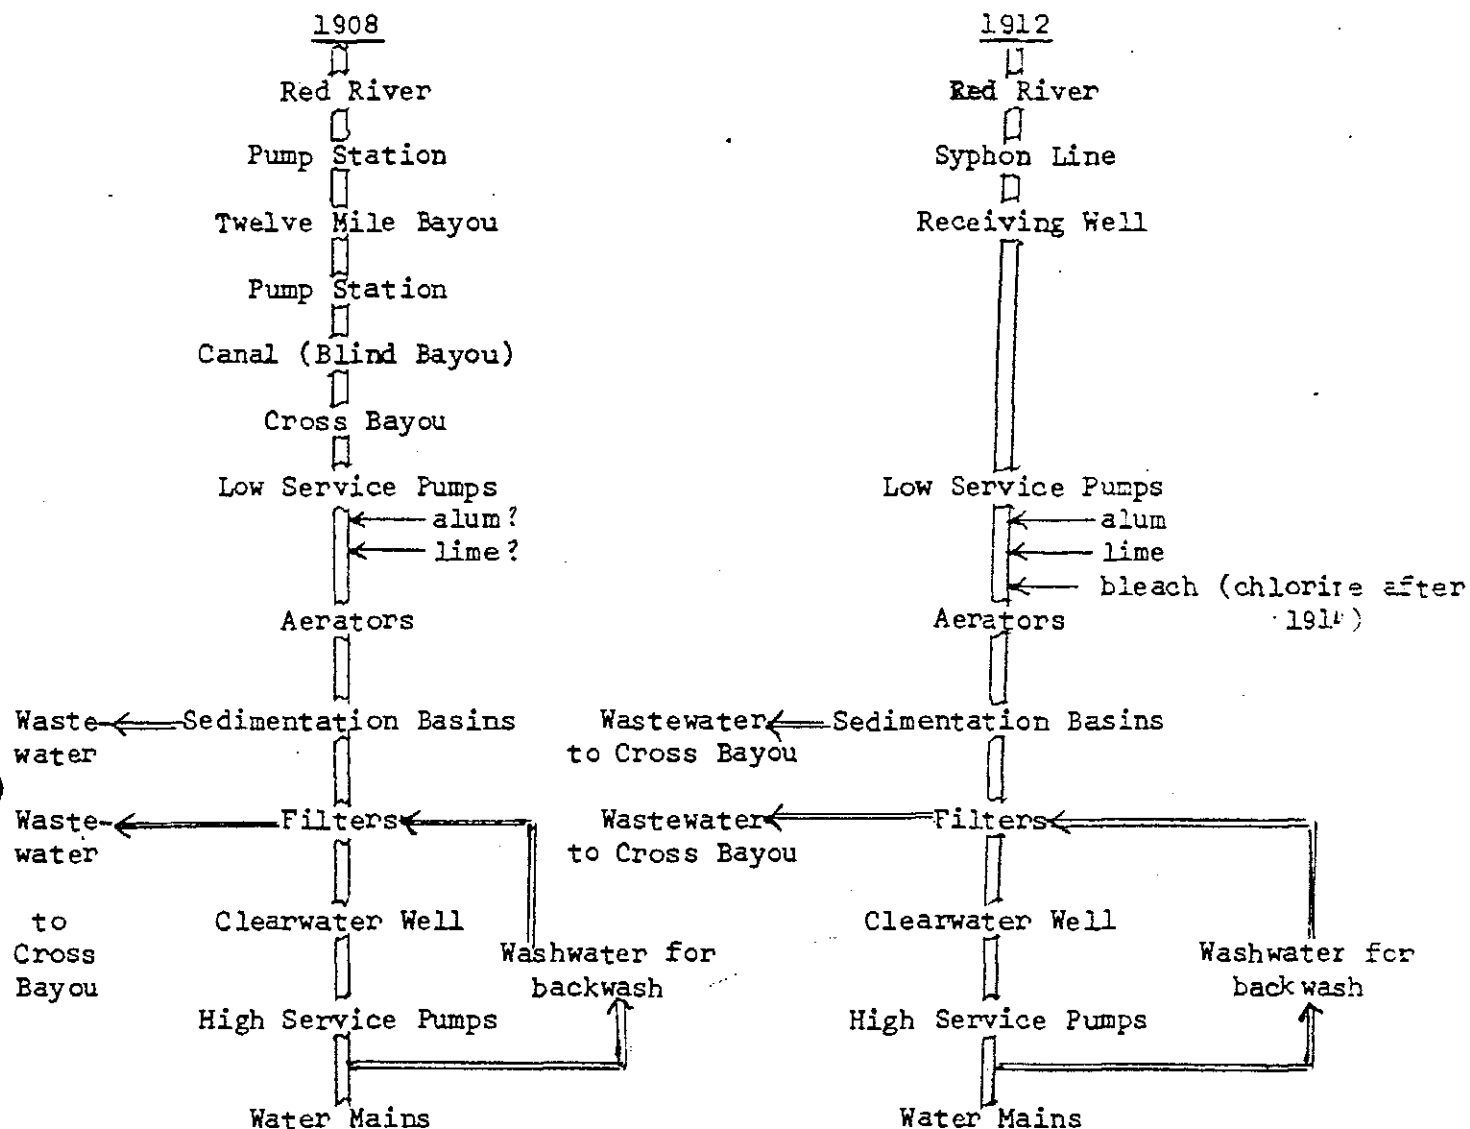 1908
Red River
Pump Station
Twelve Mile Bayou
Pump Station
Canal (Blind Bayou)
Cross Bayou
Low Service Pumps
alum?
lime?
Aerators
Waste-
water
Sedimentation Basins
Waste-
water
Filters
to
Cross
Bayou
Clearwater Well
Washwater for
backwash
High Service Pumps
Water Mains
1912
Red River
Syphon Line
Receiving Well
Low Service Pumps
alum
lime
bleach (chlorine after
Aerators
Wastewater
to Cross Bayou
Sedimentation Basins
Wastewater
to Cross Bayou
Filters
Clearwater Well
Washwater for
backwash
High Service Pumps
Water Mains